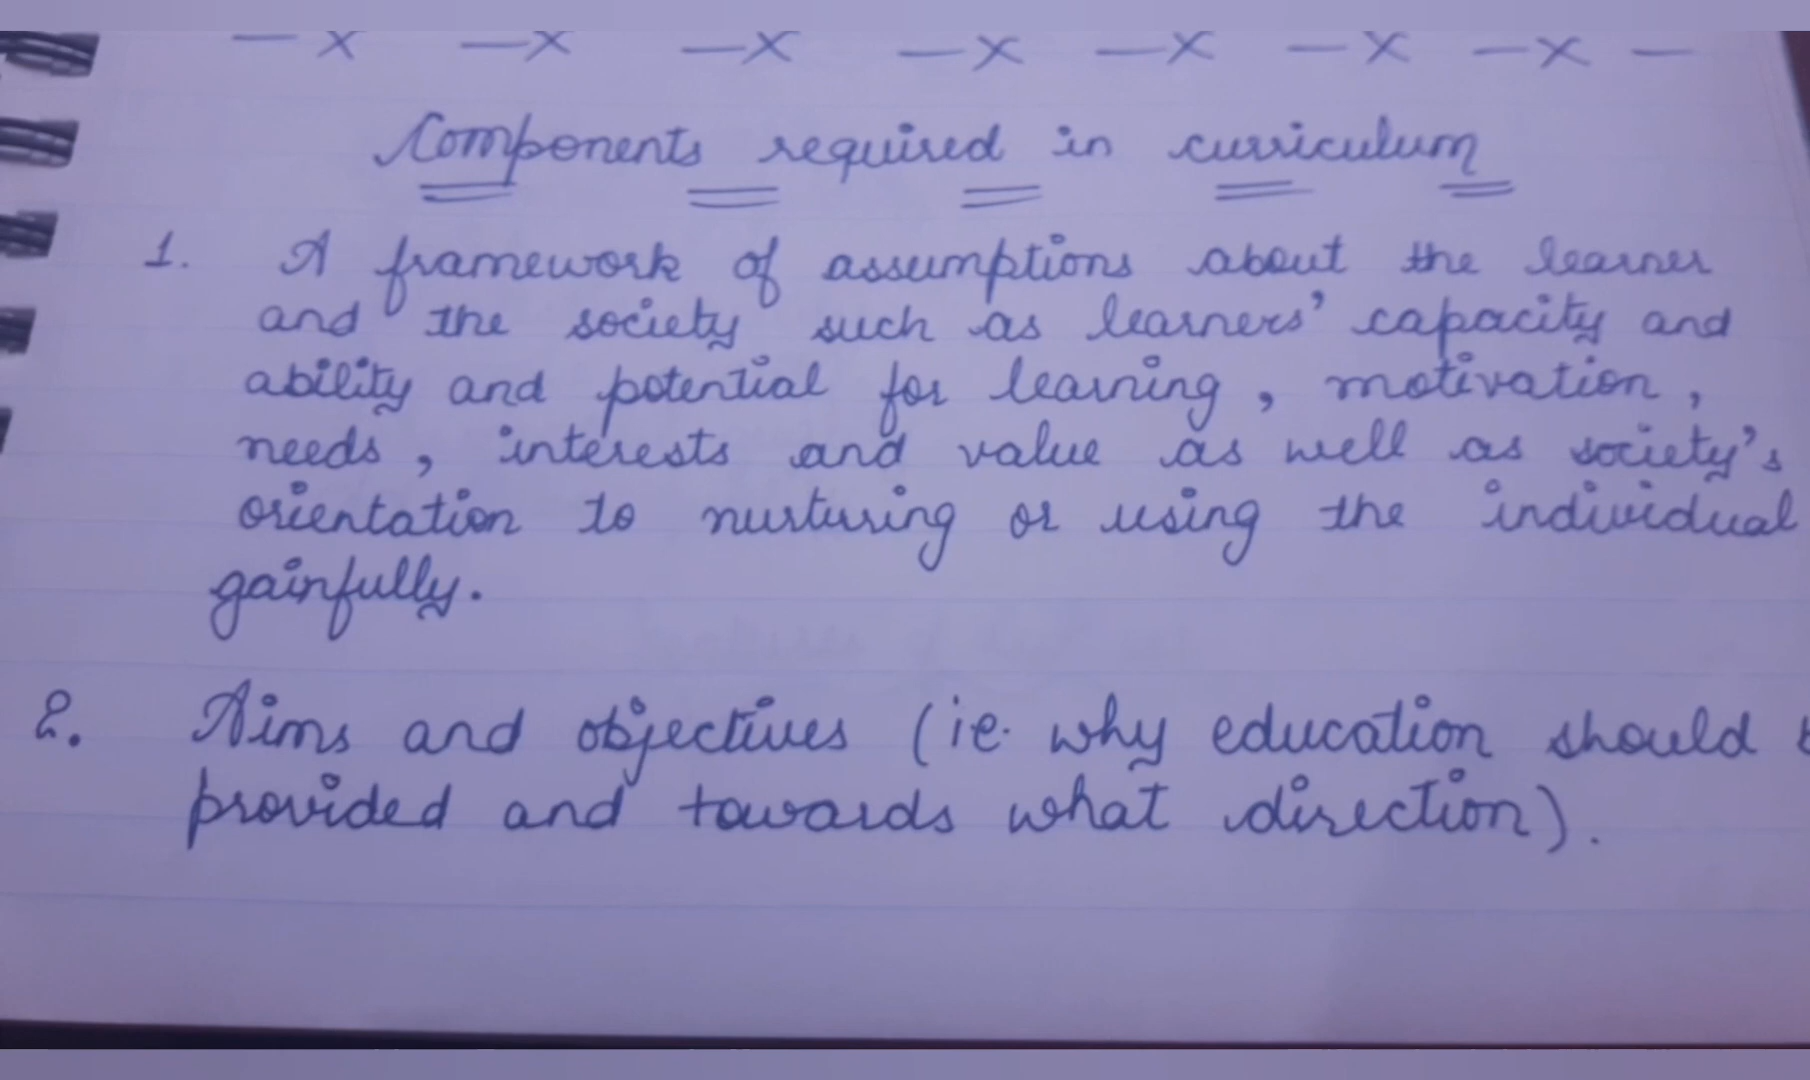 — x — x — x — x — x — x — x —
Components required in curriculum
1. A framework of assumptions about the learner
and the society such as learners' capacity and
ability and potential for learning, motivation,
needs, interests and value as well as society's
orientation to nurturing or using the individual
gainfully.
2. Aims and objectives (ie. why education should
provided and towards what direction).